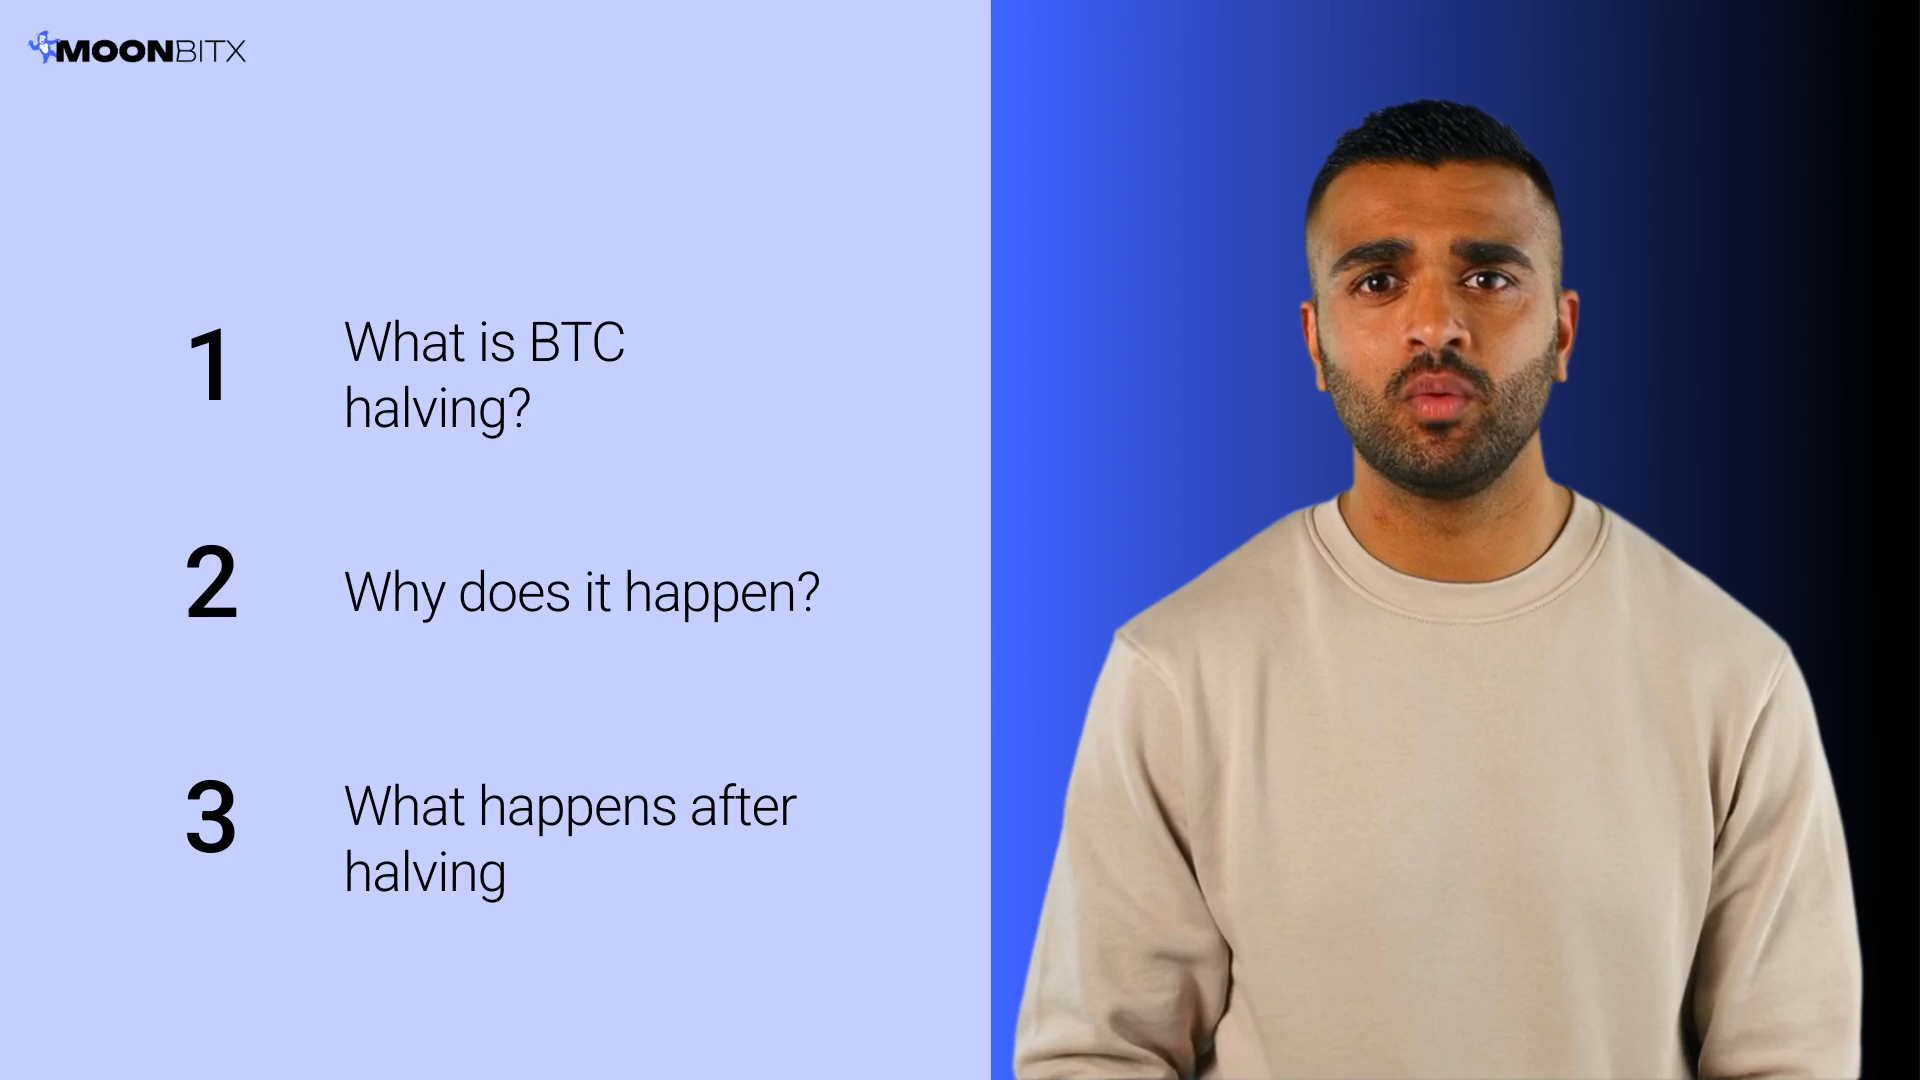 MOONBITX
1
What is BTC
halving?
2
Why does it happen?
3
What happens after
halving